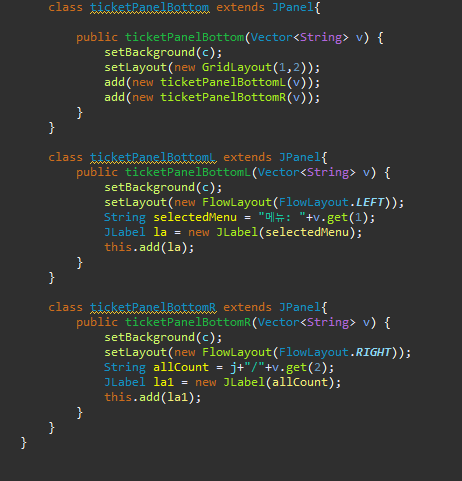 class ticketPanelBottom extends JPanel{
public ticketPanelBottom(Vector<String> v) {
setBackground(c);
setLayout(new GridLayout(1,2));
add(new ticketPanelBottomL(v));
add(new ticketPanelBottomR(v));
}
}
class ticketPanelBottomL extends JPanel{
public ticketPanelBottomL(Vector<String> v) {
setBackground(c);
setLayout(new FlowLayout(FlowLayout.LEFT));
String selectedMenu = "메뉴: "+v.get(1);
JLabel la = new JLabel(selectedMenu);
this.add(la);
}
}
class ticketPanelBottomR extends JPanel{
public ticketPanelBottomR(Vector<String> v) {
setBackground(c);
setLayout(new FlowLayout(FlowLayout.RIGHT));
String allCount = j+"/"+v.get(2);
JLabel la1 = new JLabel(allCount);
this.add(la1);
}
}
}